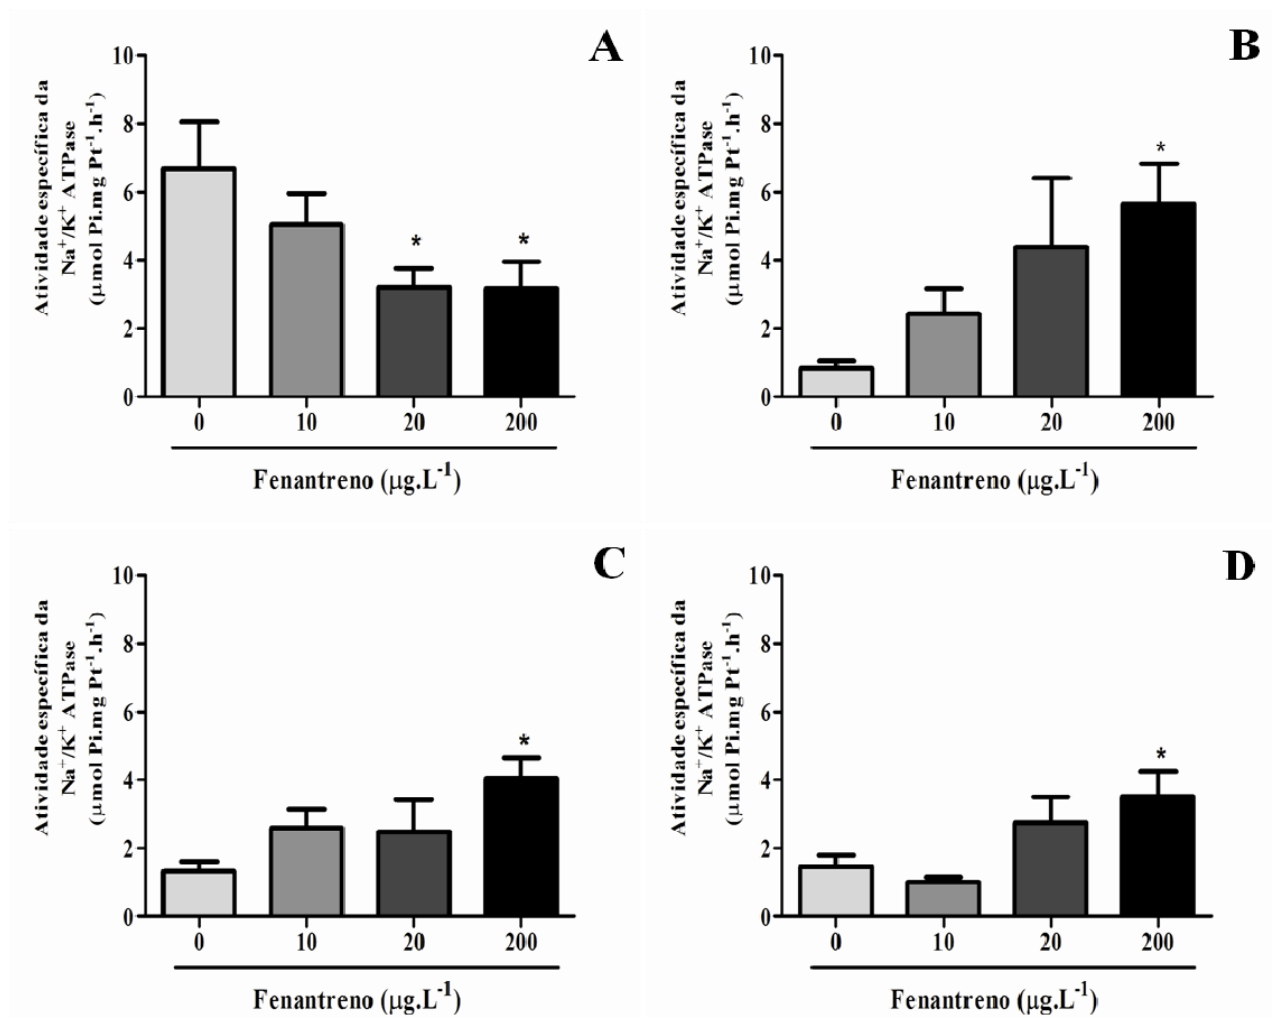 A
Atividade específica da
Na⁺/K⁺ ATPase
(μmol Pi.mg Pt⁻¹.h⁻¹)
10
8
6
4
2
0
*
*
0 10 20 200
Fenantreno (μg.L⁻¹)
B
Atividade específica da
Na⁺/K⁺ ATPase
(μmol Pi.mg Pt⁻¹.h⁻¹)
10
8
6
4
2
0
*
0 10 20 200
Fenantreno (μg.L⁻¹)
C
Atividade específica da
Na⁺/K⁺ ATPase
(μmol Pi.mg Pt⁻¹.h⁻¹)
10
8
6
4
2
0
*
0 10 20 200
Fenantreno (μg.L⁻¹)
D
Atividade específica da
Na⁺/K⁺ ATPase
(μmol Pi.mg Pt⁻¹.h⁻¹)
10
8
6
4
2
0
*
0 10 20 200
Fenantreno (μg.L⁻¹)